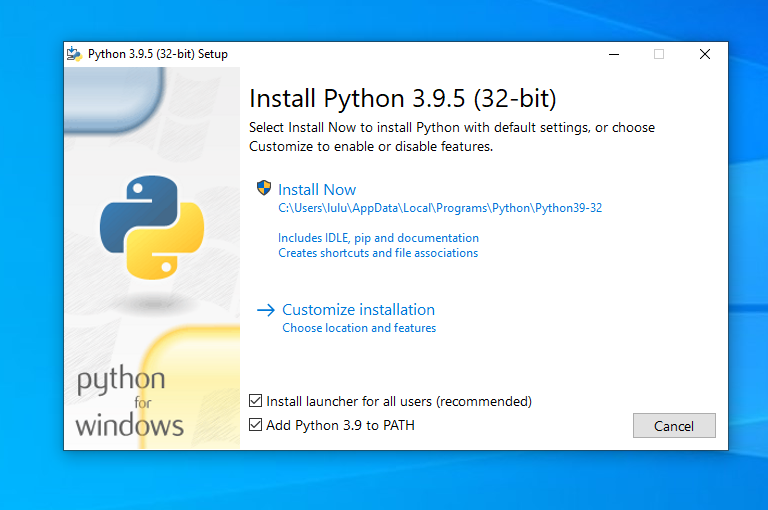 Python 3.9.5 (32-bit) Setup
Install Python 3.9.5 (32-bit)
Select Install Now to install Python with default settings, or choose
Customize to enable or disable features.
Install Now
C:\Users\lulu\AppData\Local\Programs\Python\Python39-32
Includes IDLE, pip and documentation
Creates shortcuts and file associations
Customize installation
Choose location and features
python
for
windows
Install launcher for all users (recommended)
Add Python 3.9 to PATH
Cancel